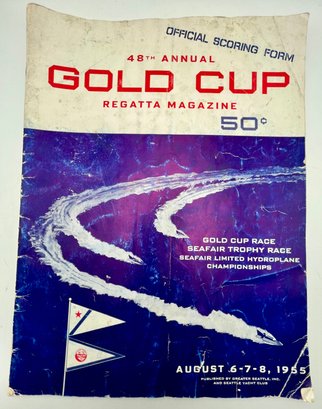 OFFICIAL SCORING FORM
48TH ANNUAL
GOLD CUP
REGATTA MAGAZINE
50¢
GOLD CUP RACE
SEAFAIR TROPHY RACE
SEAFAIR LIMITED HYDROPLANE
CHAMPIONSHIPS
AUGUST 6-7-8, 1955
PUBLISHED BY GREATER SEATTLE, INC.
AND SEATTLE YACHT CLUB